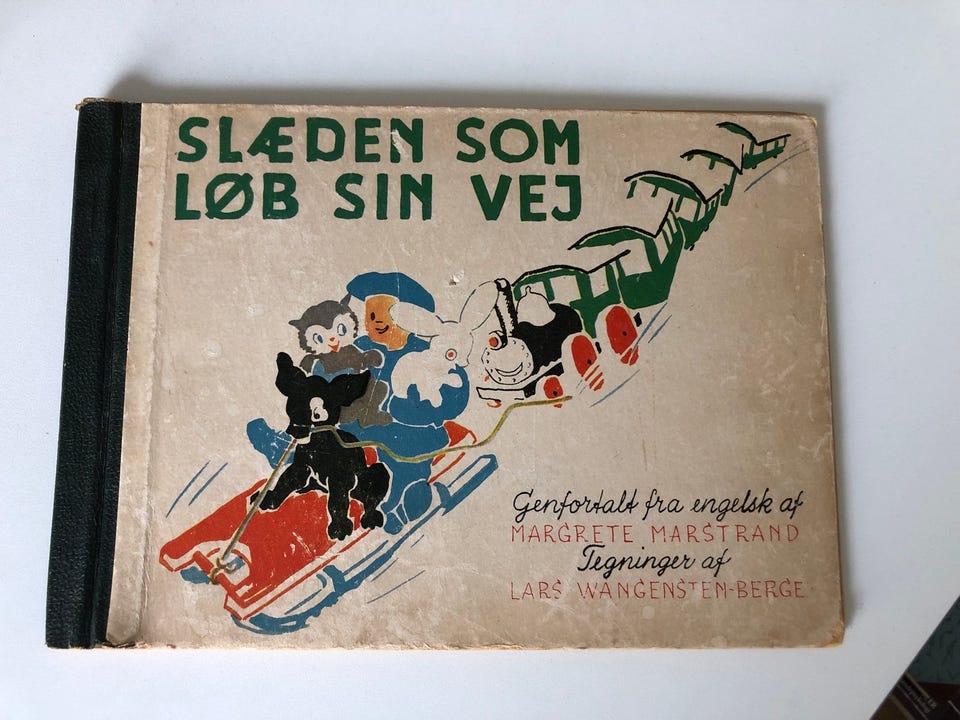 SLÆDEN SOM
LØB SIN VEJ
Genfortalt fra engelsk af
MARGRETE MARSTRAND
Tegninger af
LARS WANGENSTEN-BERGE